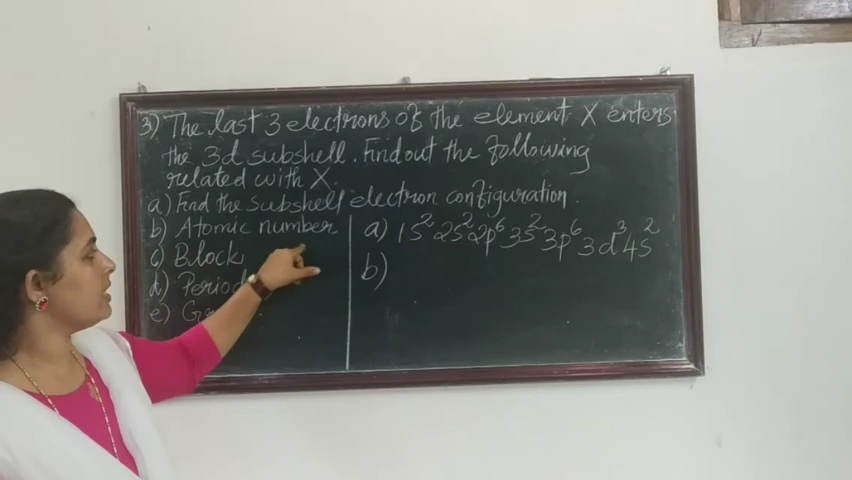 3) The last 3 electrons of the element X enters
the 3d subshell. Find out the following
related with X.
a) Find the subshell electron configuration.
b) Atomic number
c) Block
d) Period
e)
a) 1s² 2s² 2p⁶ 3s² 3p⁶ 3d³ 4s²
b)